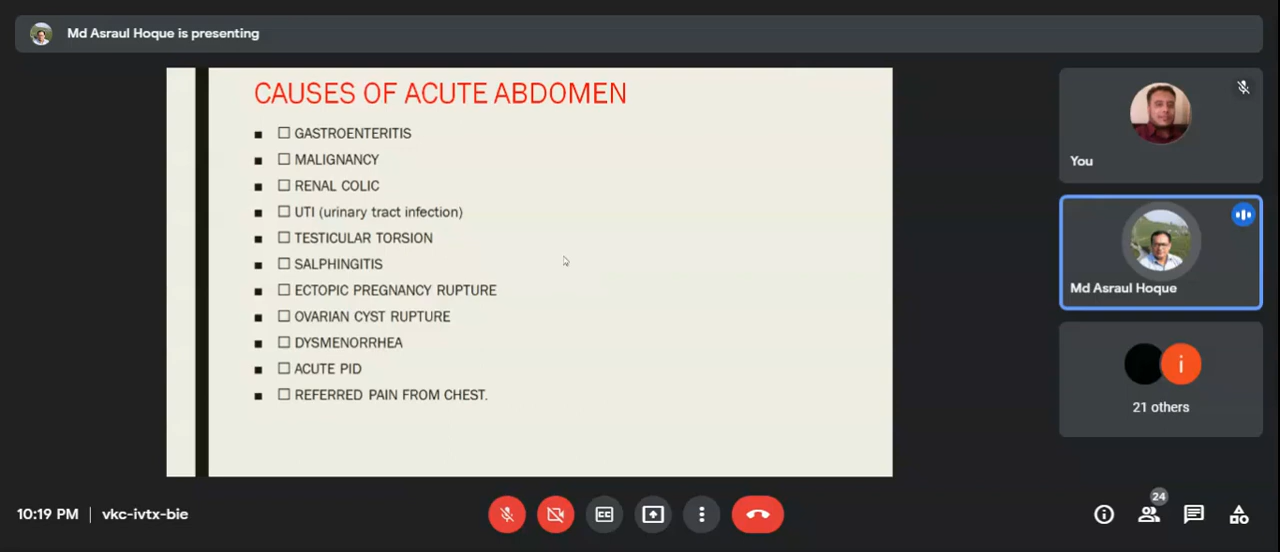 Md Asraul Hoque is presenting
CAUSES OF ACUTE ABDOMEN
GASTROENTERITIS
MALIGNANCY
RENAL COLIC
UTI (urinary tract infection)
TESTICULAR TORSION
SALPHINGITIS
ECTOPIC PREGNANCY RUPTURE
OVARIAN CYST RUPTURE
DYSMENORRHEA
ACUTE PID
REFERRED PAIN FROM CHEST.
You
Md Asraul Hoque
i
21 others
10:19 PM | vkc-ivtx-bie
CC
24